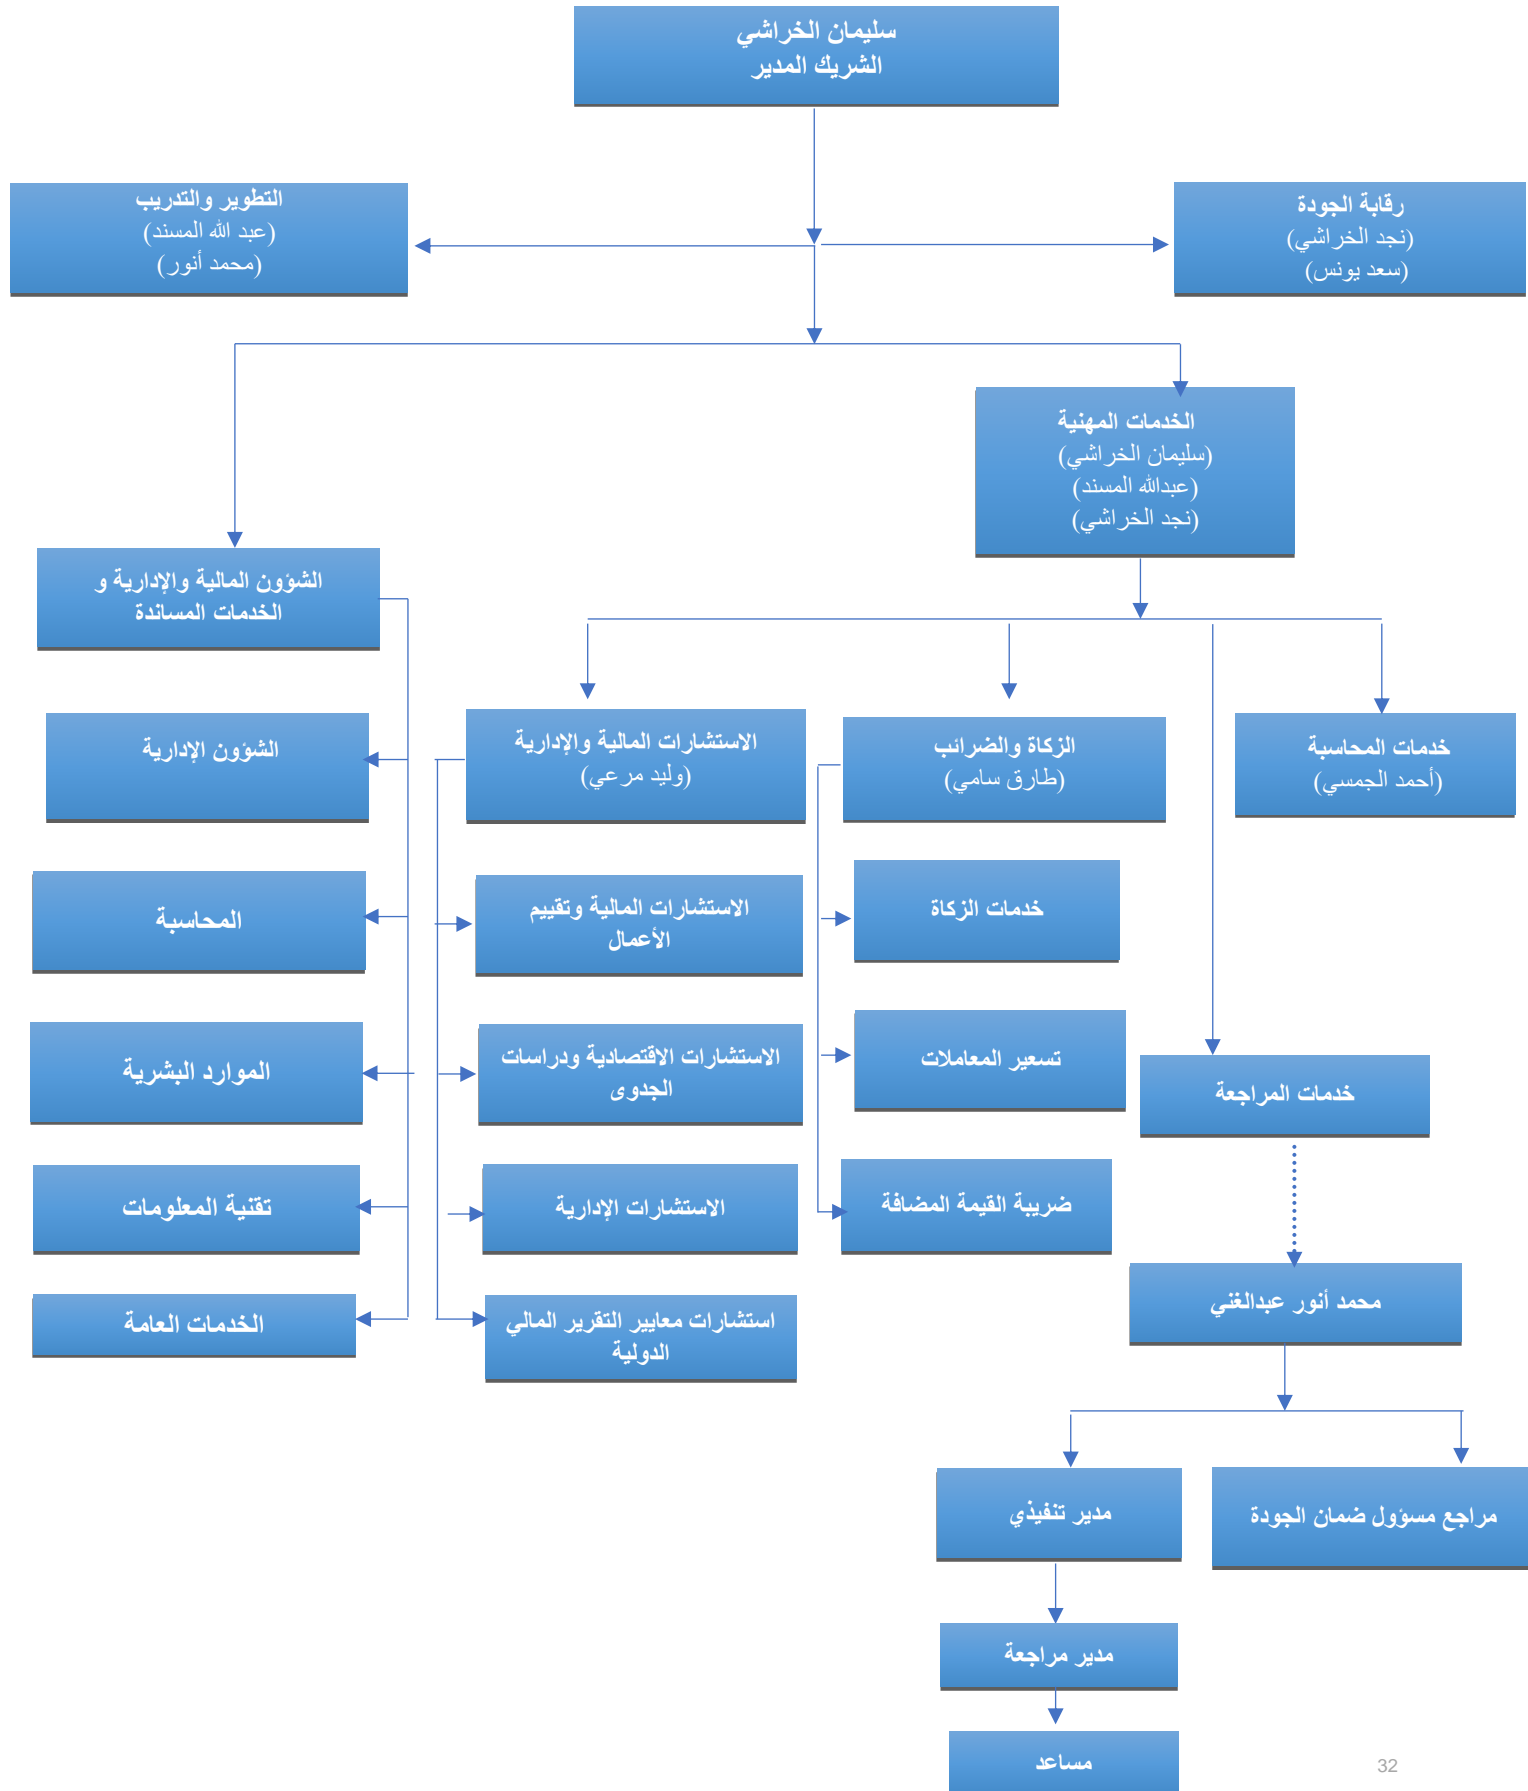 سليمان الخراشي
الشريك المدير
رقابة الجودة
(نجد الخراشي)
(سعد يونس)
التطوير والتدريب
(عبد الله المسند)
(محمد أنور)
الخدمات المهنية
(سليمان الخراشي)
(عبدالله المسند)
(نجد الخراشي)
الشؤون المالية والإدارية و
الخدمات المساندة
خدمات المحاسبة
(أحمد الجمسي)
الزكاة والضرائب
(طارق سامي)
الاستشارات المالية والإدارية
(وليد مرعي)
الشؤون الإدارية
خدمات الزكاة
الاستشارات المالية وتقييم
الأعمال
المحاسبة
خدمات المراجعة
تسعير المعاملات
الاستشارات الاقتصادية ودراسات
الجدوى
الموارد البشرية
ضريبة القيمة المضافة
الاستشارات الإدارية
تقنية المعلومات
محمد أنور عبدالغني
استشارات معايير التقرير المالي
الدولية
الخدمات العامة
مراجع مسؤول ضمان الجودة
مدير تنفيذي
مدير مراجعة
مساعد
32